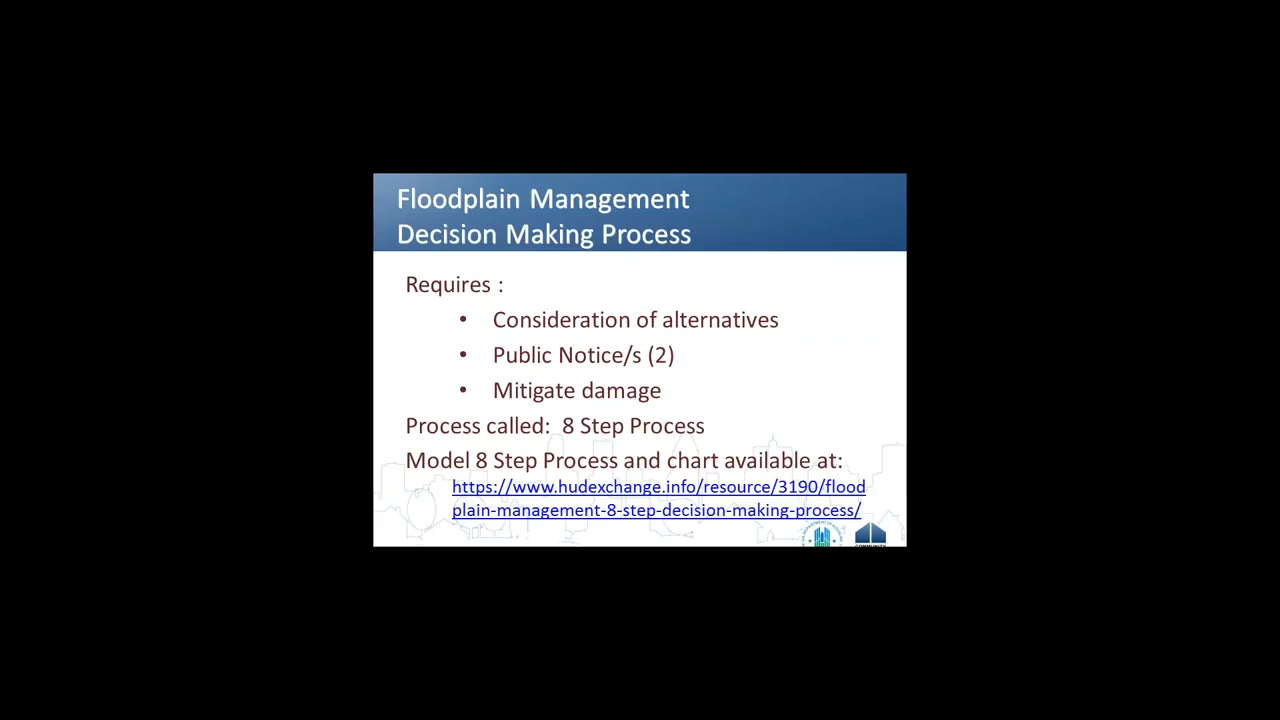 Floodplain Management
Decision Making Process
Requires :
• Consideration of alternatives
• Public Notice/s (2)
• Mitigate damage
Process called:  8 Step Process
Model 8 Step Process and chart available at:
https://www.hudexchange.info/resource/3190/flood
plain-management-8-step-decision-making-process/
COMMUNITY